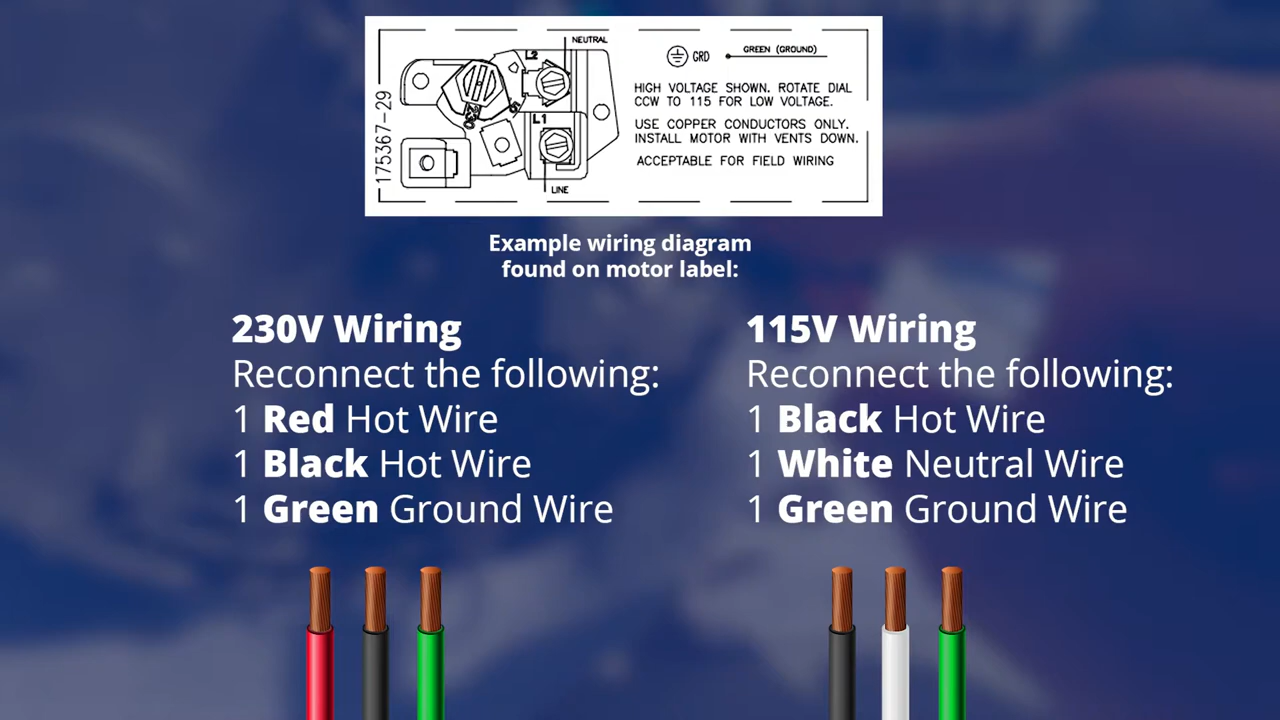 NEUTRAL
L2
GRD
GREEN (GROUND)
HIGH VOLTAGE SHOWN. ROTATE DIAL
CCW TO 115 FOR LOW VOLTAGE.
L1
USE COPPER CONDUCTORS ONLY.
INSTALL MOTOR WITH VENTS DOWN.
ACCEPTABLE FOR FIELD WIRING
175367-29
LINE
Example wiring diagram
found on motor label:
230V Wiring
Reconnect the following:
1 Red Hot Wire
1 Black Hot Wire
1 Green Ground Wire
115V Wiring
Reconnect the following:
1 Black Hot Wire
1 White Neutral Wire
1 Green Ground Wire